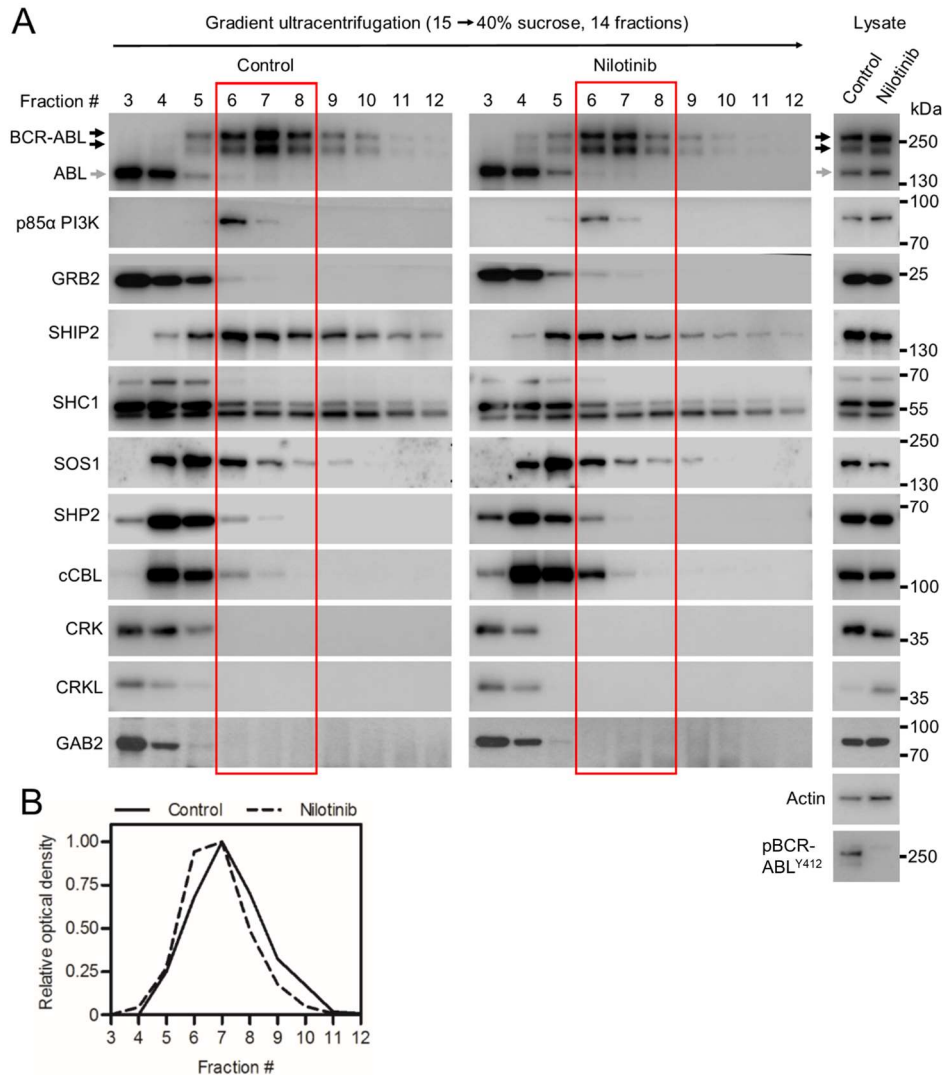 A
Gradient ultracentrifugation (15 → 40% sucrose, 14 fractions)
Lysate
Control
Nilotinib
Control
Nilotinib
Fraction # 3 4 5 6 7 8 9 10 11 12 3 4 5 6 7 8 9 10 11 12 kDa
BCR-ABL 250
ABL 130
p85α PI3K 100
70
GRB2 25
SHIP2 130
SHC1 70
55
SOS1 250
130
SHP2 70
cCBL 100
CRK 35
CRKL 35
GAB2 100
70
Actin
pBCR-
ABLY412 250
B
Control Nilotinib
Relative optical density
1.00
0.75
0.50
0.25
0
3 4 5 6 7 8 9 10 11 12
Fraction #